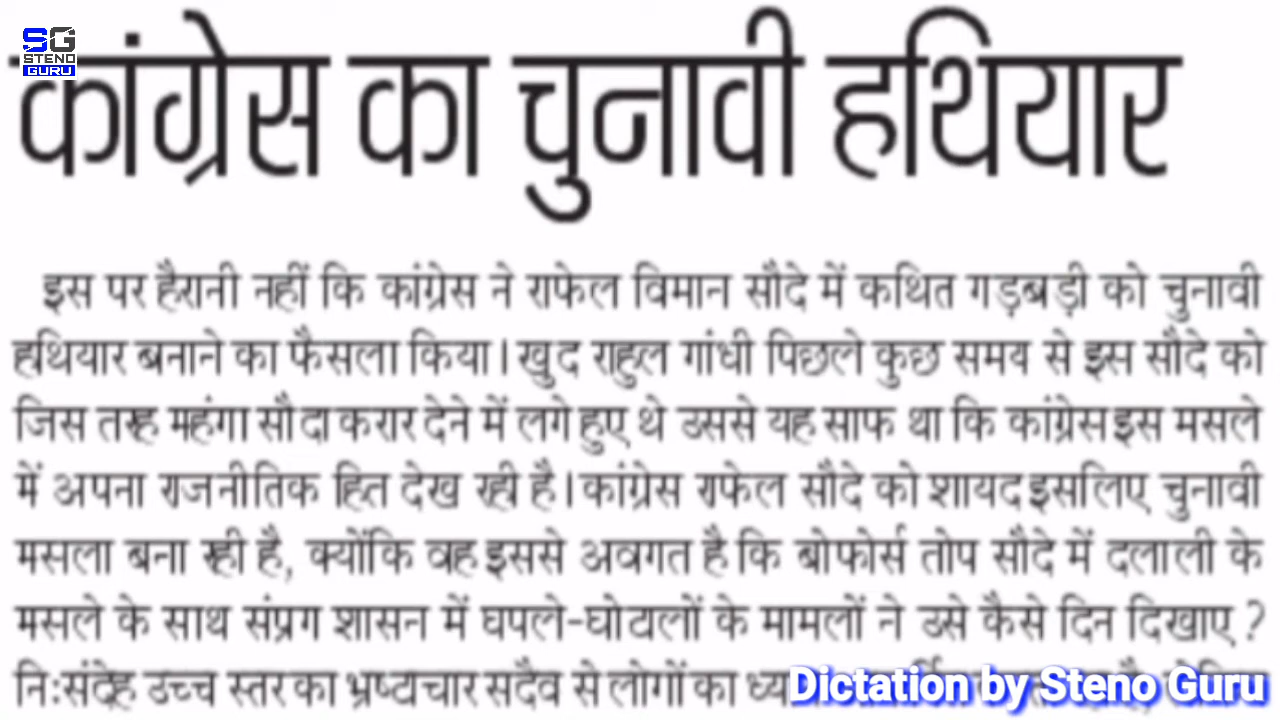 SG
STENO
GURU
कांग्रेस का चुनावी हथियार
इस पर हैरानी नहीं कि कांग्रेस ने राफेल विमान सौदे में कथित गड़बड़ी को चुनावी
हथियार बनाने का फैसला किया। खुद राहुल गांधी पिछले कुछ समय से इस सौदे को
जिस तरह महंगा सौदा करार देने में लगे हुए थे उससे यह साफ था कि कांग्रेस इस मसले
में अपना राजनीतिक हित देख रही है। कांग्रेस राफेल सौदे को शायद इसलिए चुनावी
मसला बना रही है, क्योंकि वह इससे अवगत है कि बोफोर्स तोप सौदे में दलाली के
मसले के साथ संप्रग शासन में घपले-घोटालों के मामलों ने उसे कैसे दिन दिखाए ?
निःसंदेह उच्च स्तर का भ्रष्टाचार सदैव से लोगों का
Dictation by Steno Guru